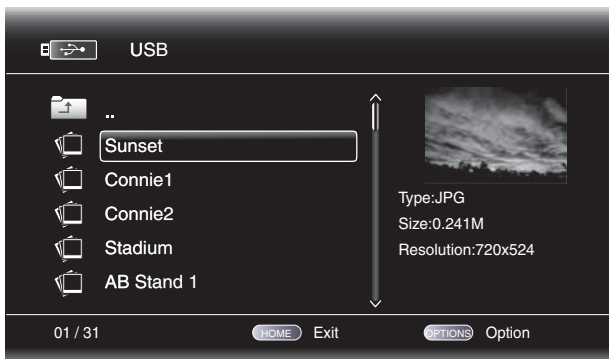 USB
..
Sunset
Connie1
Connie2
Stadium
AB Stand 1
Type:JPG
Size:0.241M
Resolution:720x524
01 / 31
HOME Exit
OPTIONS Option